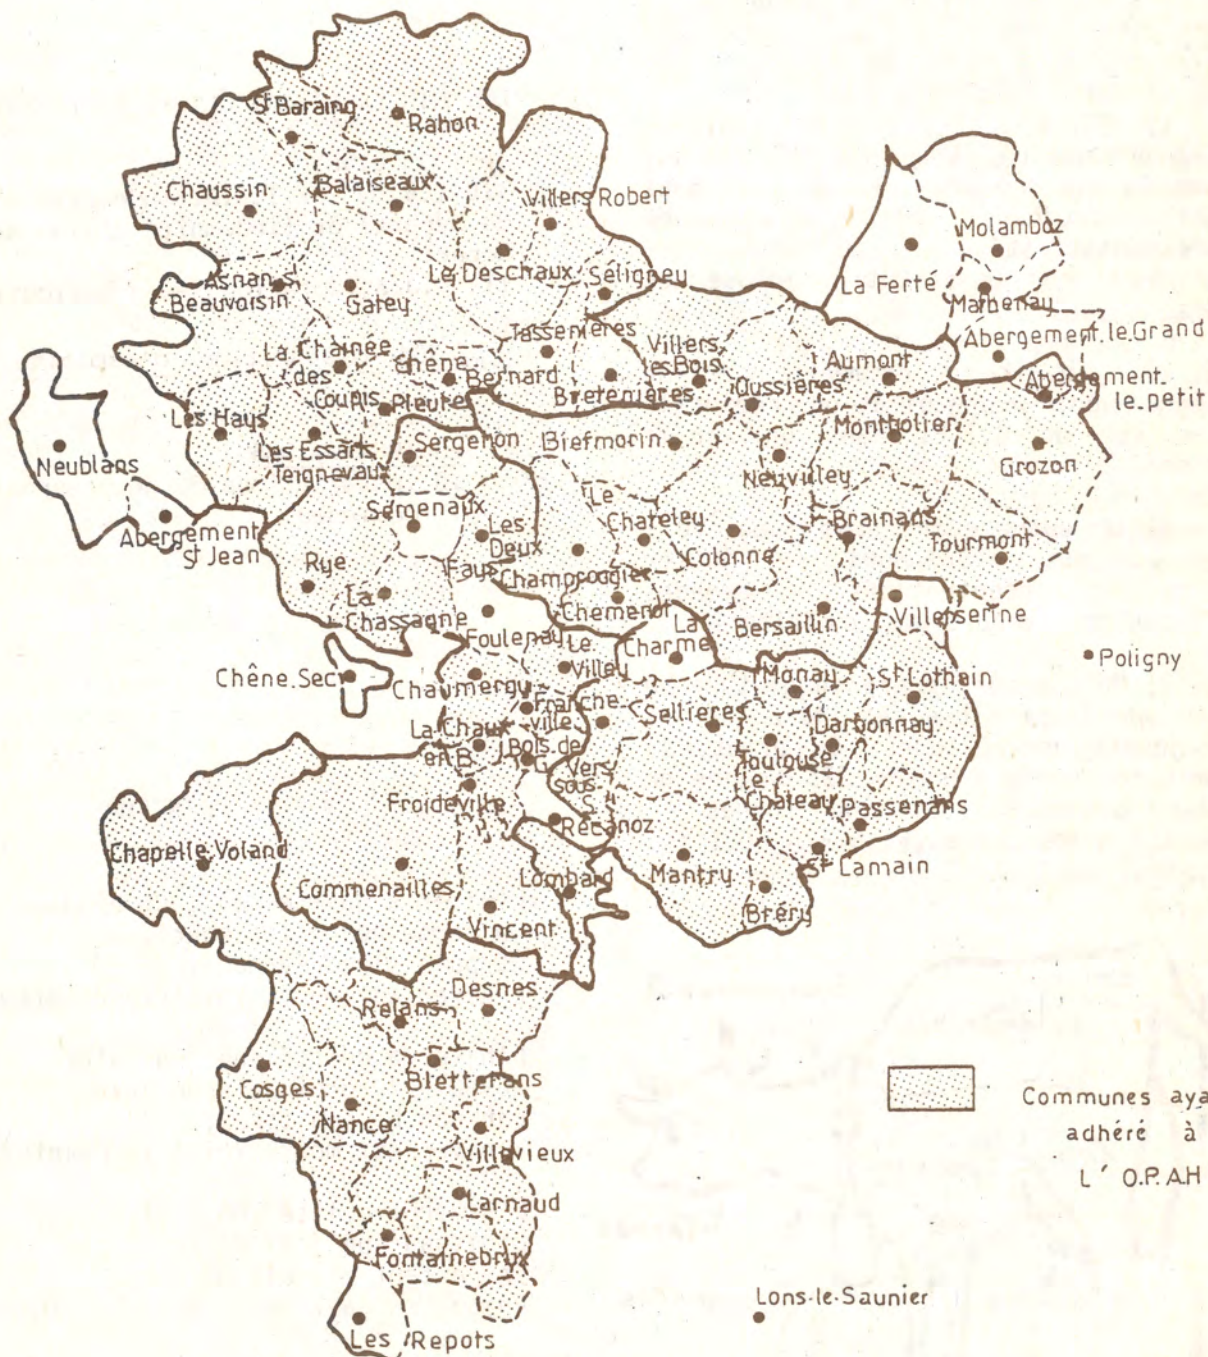 St Baraing
Rahon
Chaussin
Balaiseaux
Villers Robert
Molamboz
Le Deschaux
Séligney
La Ferté
Asnans
Beauvoisin
Gatey
Marbenay
Abergement.le.Grand
Tassenières
La Chainée
des
Coupis
Chêne
Bernard
Villers
les Bois
Aumont
Abergement.
le.petit
Pleure
Bretenières
Oussières
Les Hays
Les Essarts
Teignevaux
Sergenon
Biefmorin
Montholier
Neublans
Neuvilley
Grozon
Sergenaux
Le
Chateley
Abergement
St Jean
Les
Deux
Fays
Brainans
Rye
Colonne
Tourmont
La
Chassagne
Champrougier
Chemenot
Villerserine
Foulenay
La
Charme
Bersaillin
Le
Villey
Poligny
Chêne.Sec
Chaumergy
Monay
St Lothain
Franche-
ville
Sellières
La Chaux
en B.
Bois.de
G.
Darbonnay
Vers
sous
S.
Toulouse
le
Chateau
Froideville
Passenans
Récanoz
Chapelle.Voland
Commenailles
Lombard
Mantry
St Lamain
Vincent
Bréry
Desnes
Relans
Cosges
Bletterans
Nance
Communes aya
adhéré à
L' O.P.A.H
Villevieux
Larnaud
Fontainebrux
Lons-le-Saunier
Les Repots